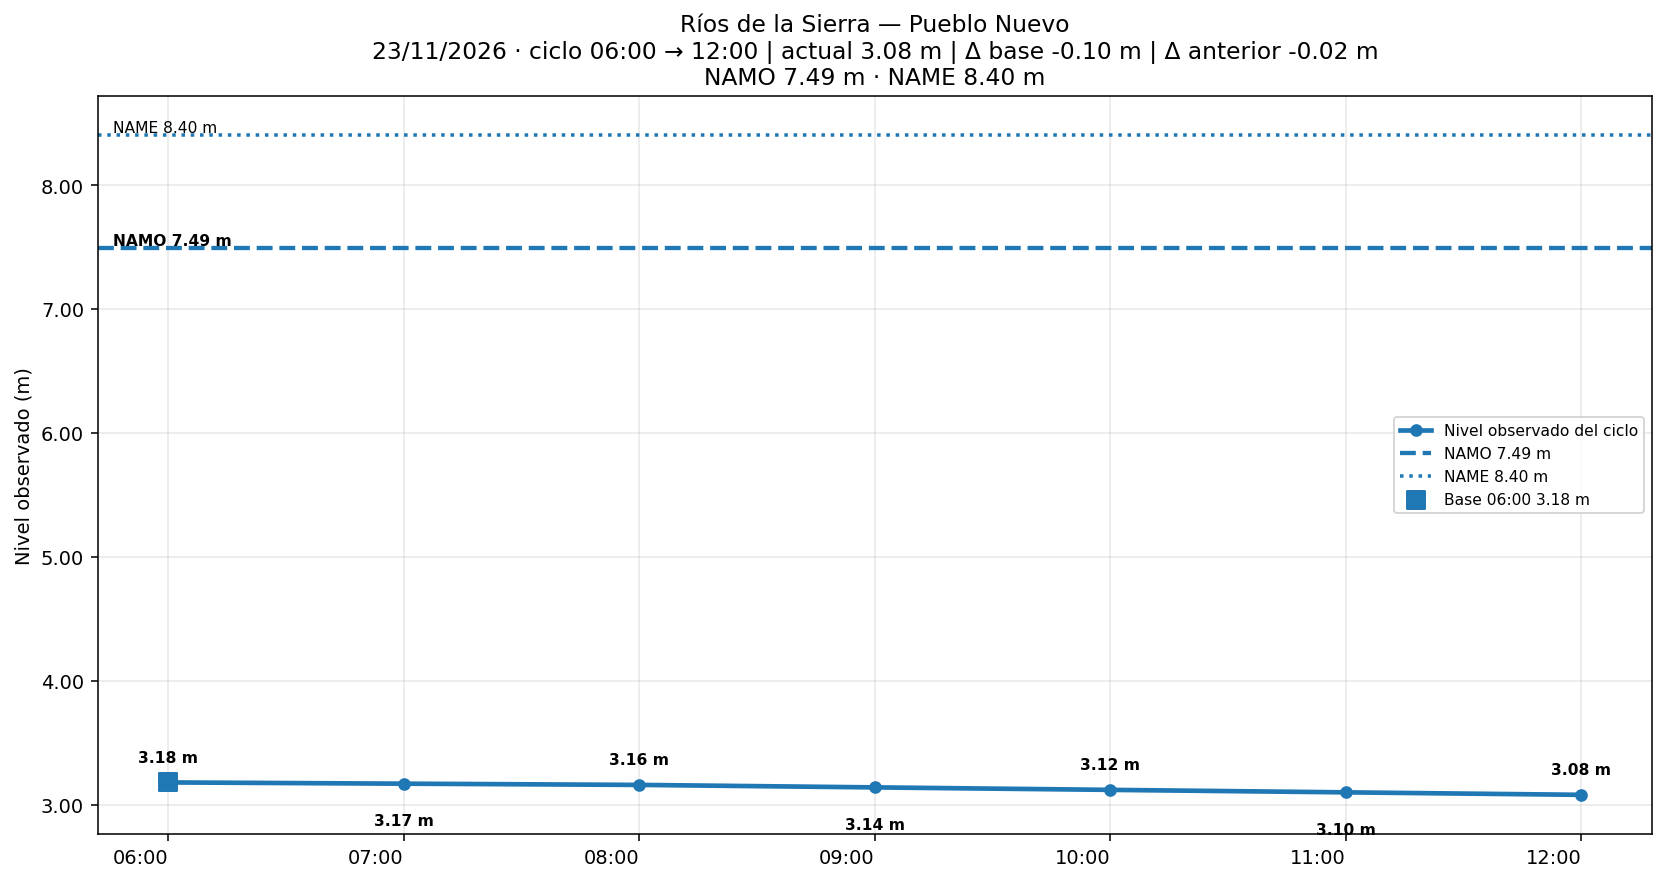 Ríos de la Sierra — Pueblo Nuevo
23/11/2026 · ciclo 06:00 → 12:00 | actual 3.08 m | Δ base -0.10 m | Δ anterior -0.02 m
NAMO 7.49 m · NAME 8.40 m
NAME 8.40 m
8.00
NAMO 7.49 m
7.00
6.00
5.00
4.00
3.00
Nivel observado (m)
Nivel observado del ciclo
NAMO 7.49 m
NAME 8.40 m
Base 06:00 3.18 m
3.18 m
3.17 m
3.16 m
3.14 m
3.12 m
3.10 m
3.08 m
06:00
07:00
08:00
09:00
10:00
11:00
12:00